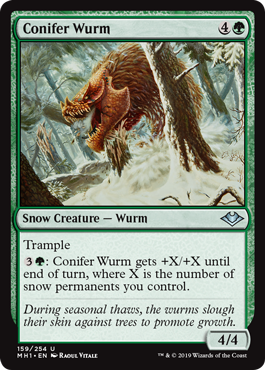 Conifer Wurm 4
Snow Creature — Wurm
Trample
3 : Conifer Wurm gets +X/+X until
end of turn, where X is the number
of snow permanents you control.
During seasonal thaws, the wurms slough
their skin against trees to promote growth.
4/4
159/254 U
MH1 • EN Raoul Vitale
™ & © 2019 Wizards of the Coast